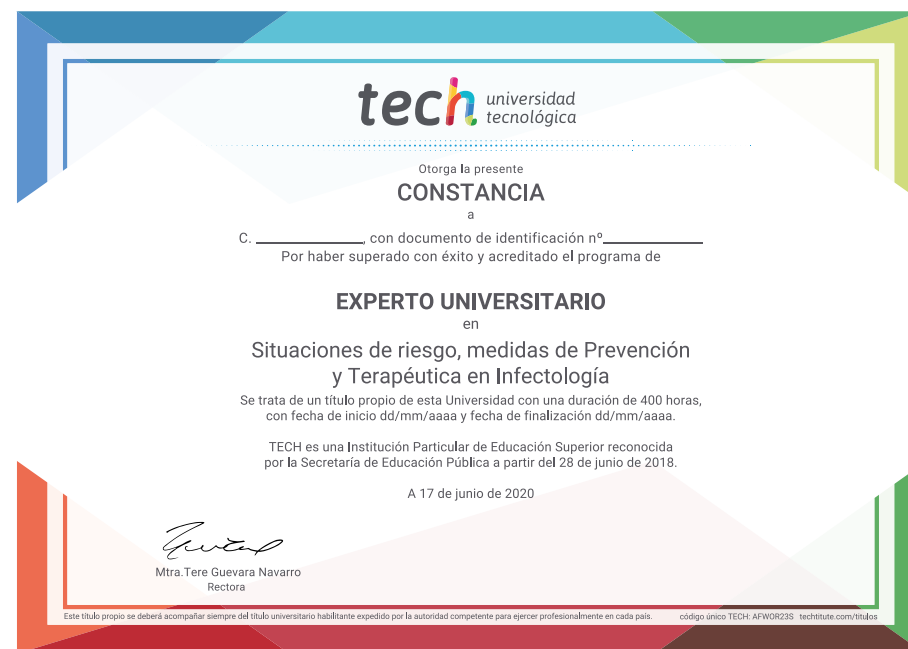 tech universidad
tecnológica
Otorga la presente
CONSTANCIA
a
C. ____________, con documento de identificación nº____________
Por haber superado con éxito y acreditado el programa de
EXPERTO UNIVERSITARIO
en
Situaciones de riesgo, medidas de Prevención
y Terapéutica en Infectología
Se trata de un título propio de esta Universidad con una duración de 400 horas,
con fecha de inicio dd/mm/aaaa y fecha de finalización dd/mm/aaaa.
TECH es una Institución Particular de Educación Superior reconocida
por la Secretaría de Educación Pública a partir del 28 de junio de 2018.
A 17 de junio de 2020
Mtra.Tere Guevara Navarro
Rectora
Este título propio se deberá acompañar siempre del título universitario habilitante expedido por la autoridad competente para ejercer profesionalmente en cada país. código único TECH: AFWOR23S techtitute.com/titulos